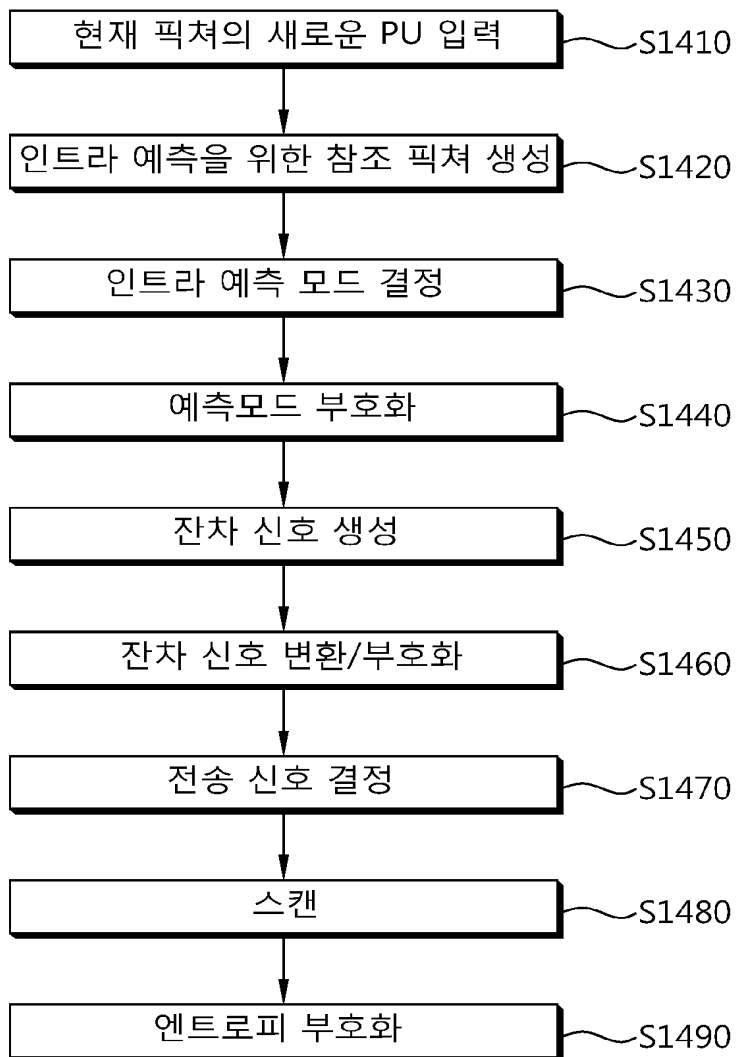 현재 픽쳐의 새로운 PU 입력
S1410
인트라 예측을 위한 참조 픽쳐 생성
S1420
인트라 예측 모드 결정
S1430
예측모드 부호화
S1440
잔차 신호 생성
S1450
잔차 신호 변환/부호화
S1460
전송 신호 결정
S1470
스캔
S1480
엔트로피 부호화
S1490